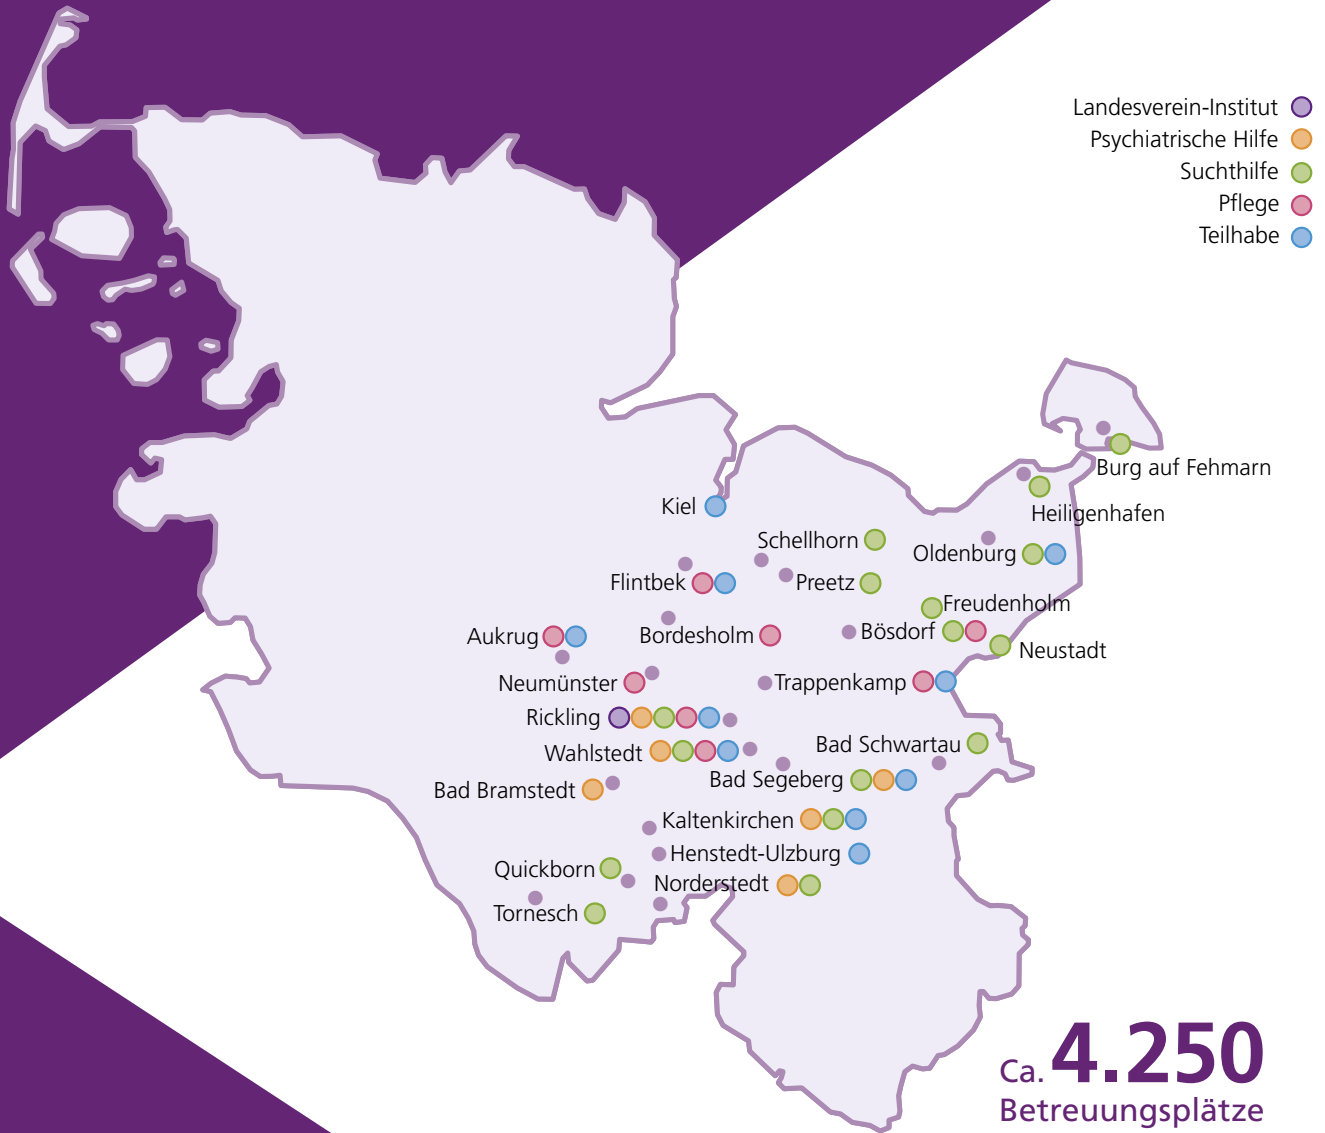 Landesverein-Institut
Psychiatrische Hilfe
Suchthilfe
Pflege
Teilhabe
Burg auf Fehmarn
Kiel
Heiligenhafen
Schellhorn
Oldenburg
Flintbek
Preetz
Freudenholm
Aukrug
Bordesholm
Bösdorf
Neustadt
Neumünster
Trappenkamp
Rickling
Wahlstedt
Bad Schwartau
Bad Segeberg
Bad Bramstedt
Kaltenkirchen
Henstedt-Ulzburg
Quickborn
Norderstedt
Tornesch
Ca. 4.250
Betreuungsplätze